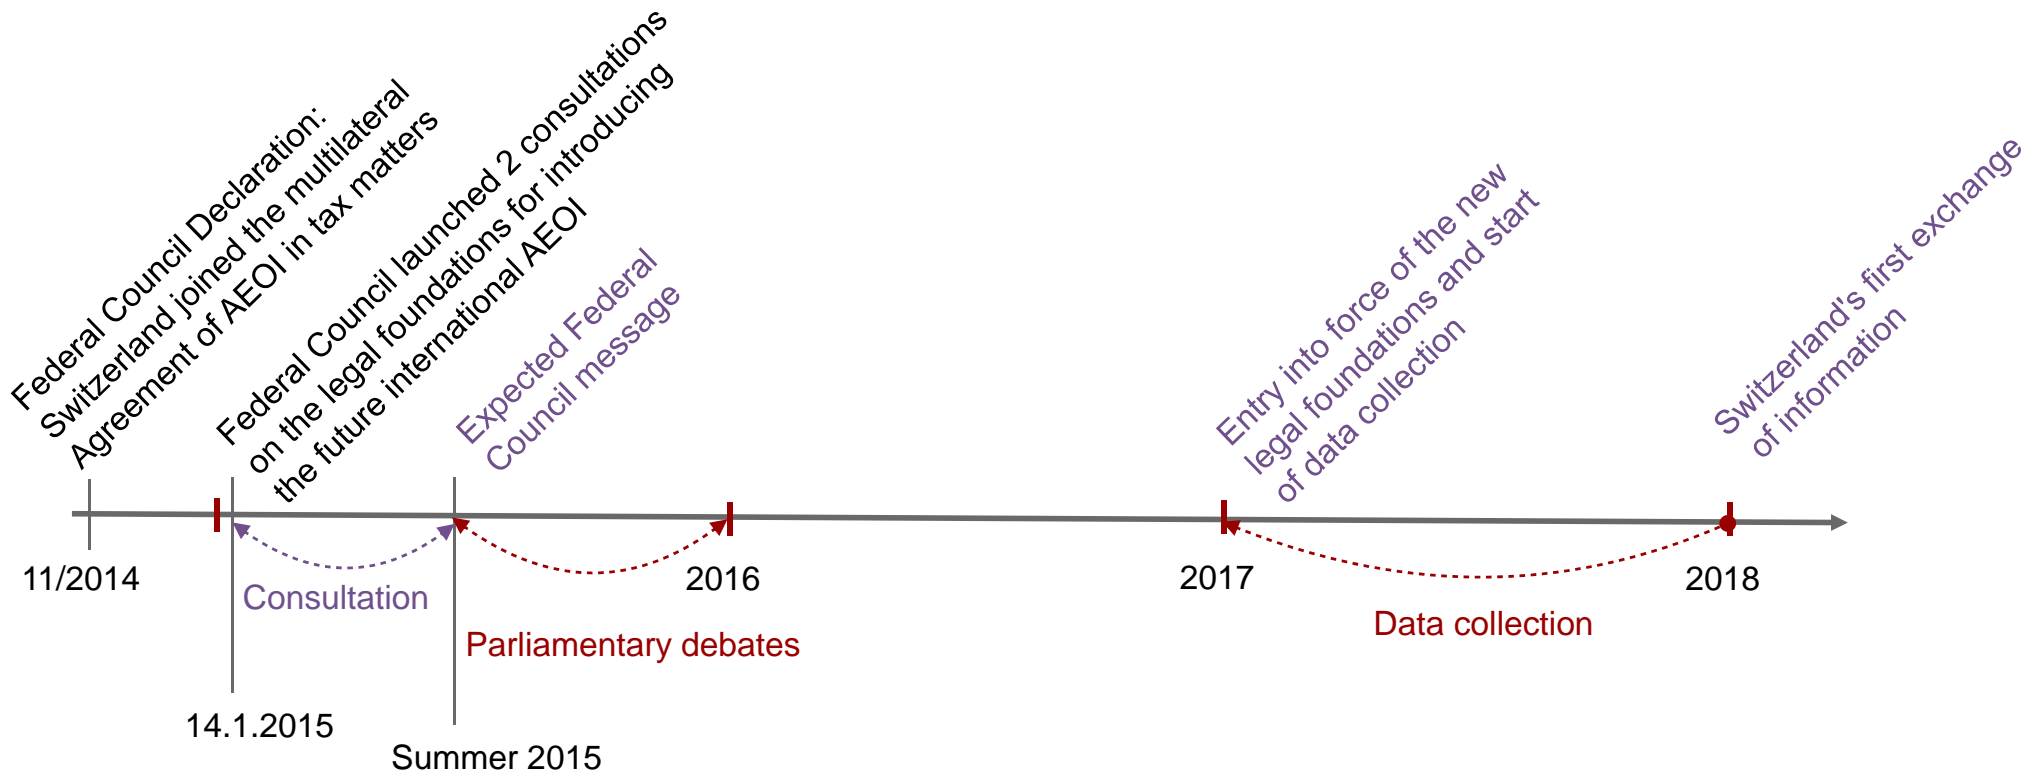 Federal Council Declaration:
Switzerland joined the multilateral
Agreement of AEOI in tax matters
Federal Council launched 2 consultations
on the legal foundations for introducing
the future international AEOI
Expected Federal
Council message
Entry into force of the new
legal foundations and start
of data collection
Switzerland's first exchange
of information
11/2014
Consultation
2016
2017
2018
Parliamentary debates
Data collection
14.1.2015
Summer 2015